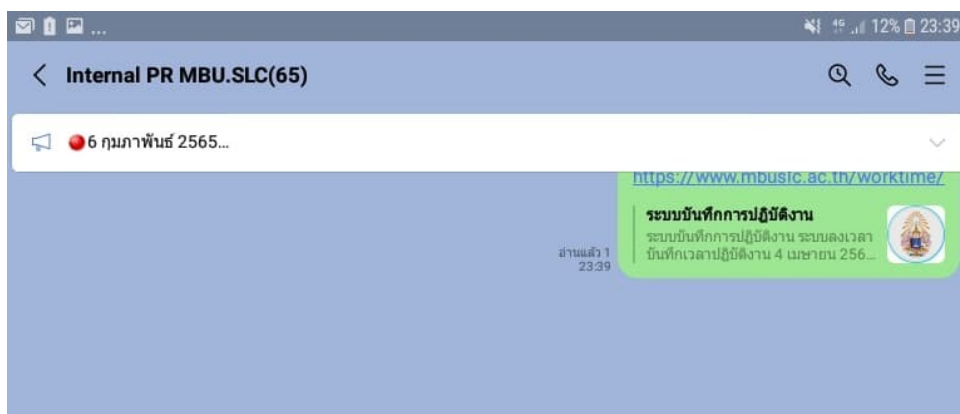 4G 12% 23:39
Internal PR MBU.SLC(65)
6 กุมภาพันธ์ 2565...
https://www.mbuslc.ac.th/worktime/
ระบบบันทึกการปฏิบัติงาน
ระบบบันทึกการปฏิบัติงาน ระบบลงเวลา
บันทึกเวลาปฏิบัติงาน 4 เมษายน 256...
อ่านแล้ว 1
23:39